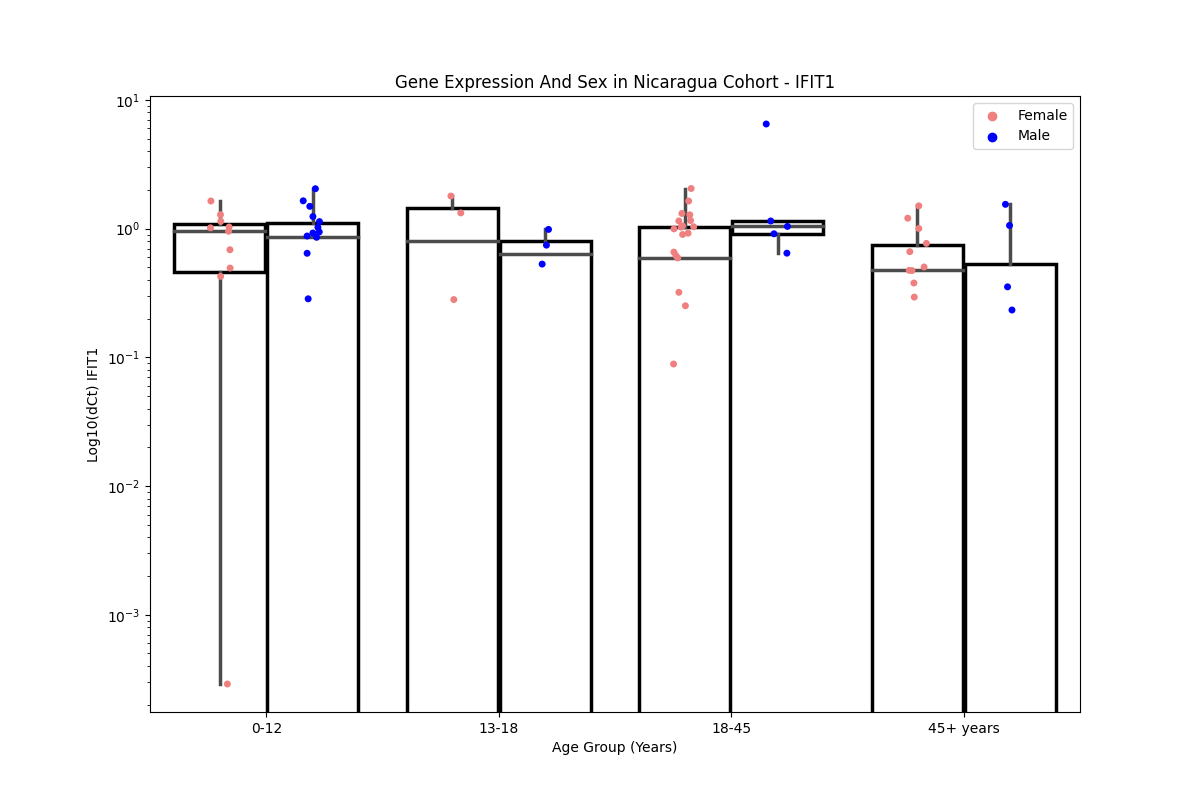 Gene Expression And Sex in Nicaragua Cohort - IFIT1
Female
Male
10¹
10⁰
10⁻¹
10⁻²
10⁻³
Log10(dCt) IFIT1
0-12
13-18
18-45
45+ years
Age Group (Years)